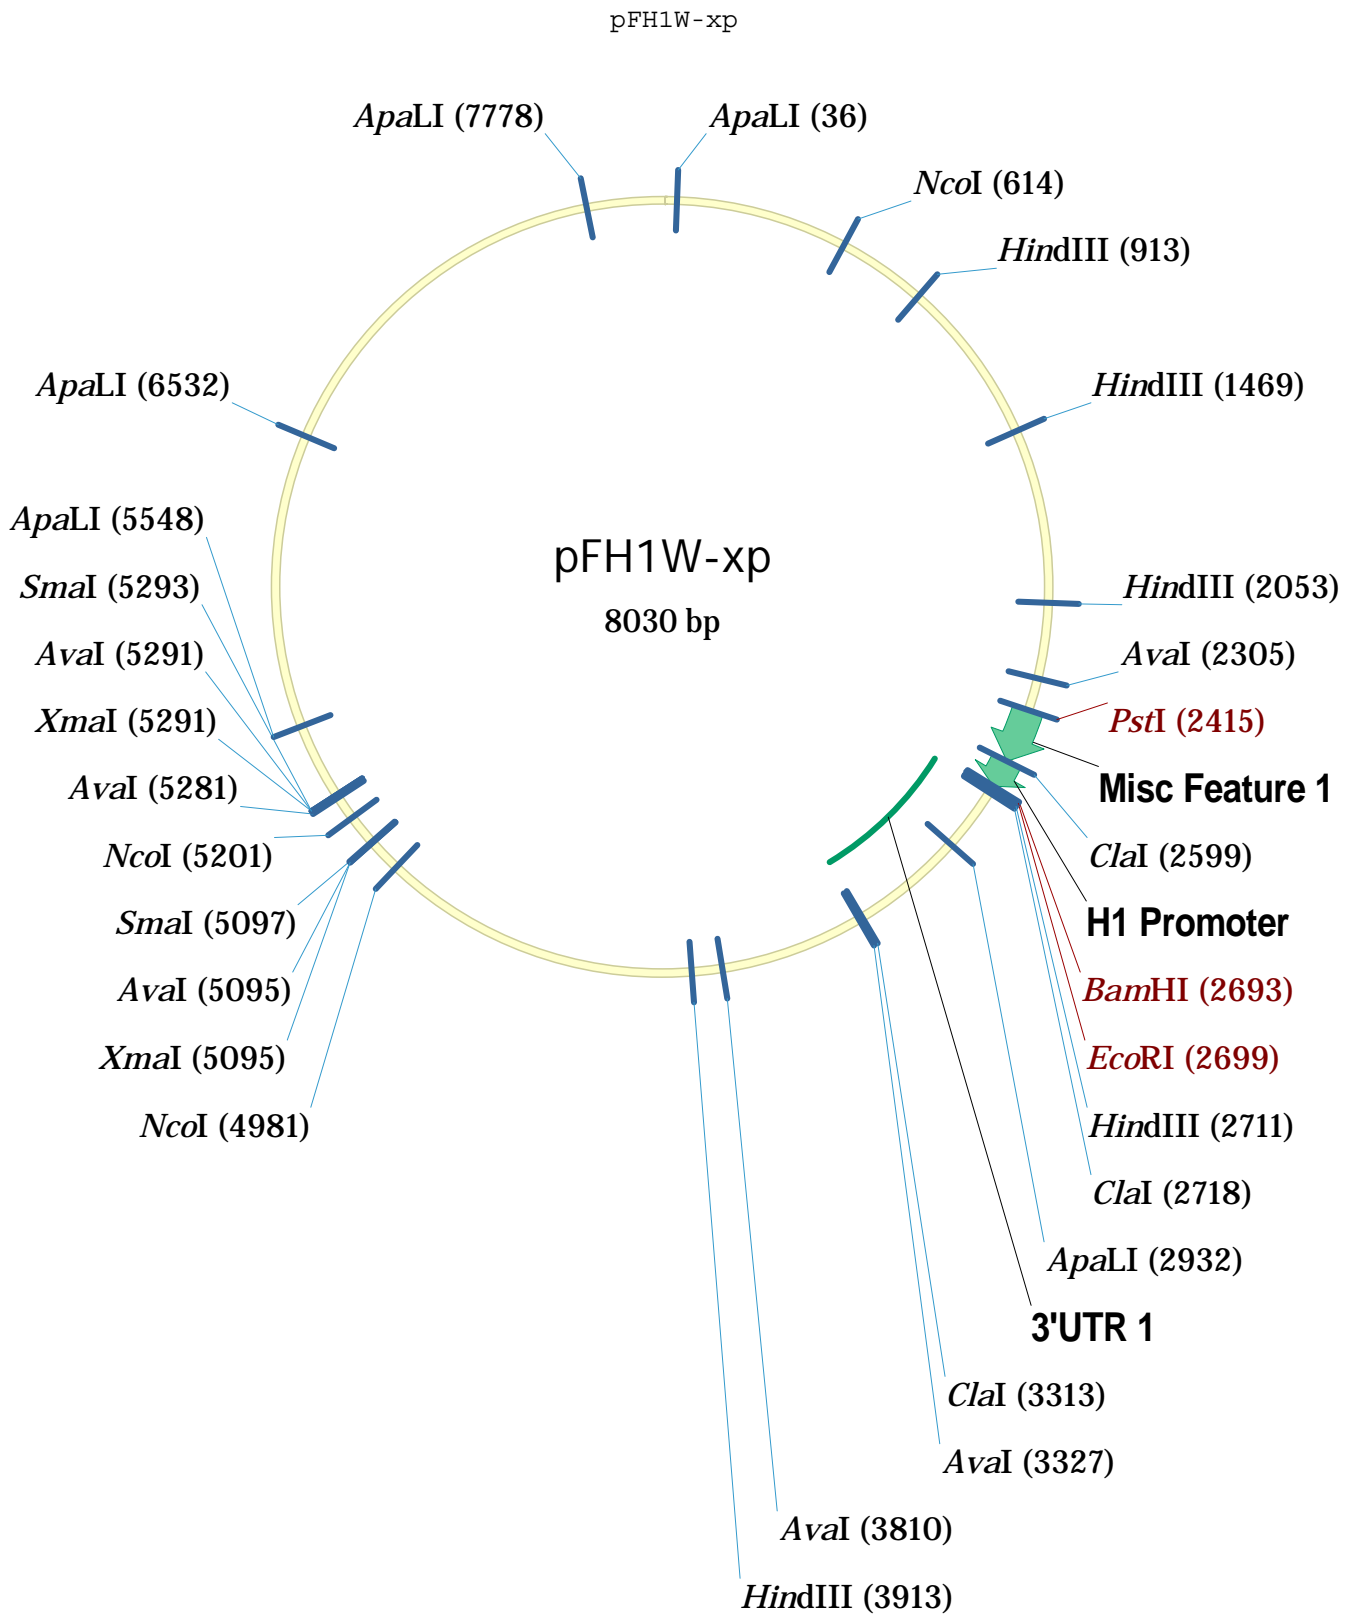 pFH1W-xp
ApaLI (7778)
ApaLI (36)
NcoI (614)
HindIII (913)
ApaLI (6532)
HindIII (1469)
ApaLI (5548)
pFH1W-xp
SmaI (5293)
HindIII (2053)
8030 bp
AvaI (5291)
AvaI (2305)
XmaI (5291)
PstI (2415)
AvaI (5281)
Misc Feature 1
NcoI (5201)
ClaI (2599)
SmaI (5097)
H1 Promoter
AvaI (5095)
BamHI (2693)
XmaI (5095)
EcoRI (2699)
NcoI (4981)
HindIII (2711)
ClaI (2718)
ApaLI (2932)
3'UTR 1
ClaI (3313)
AvaI (3327)
AvaI (3810)
HindIII (3913)